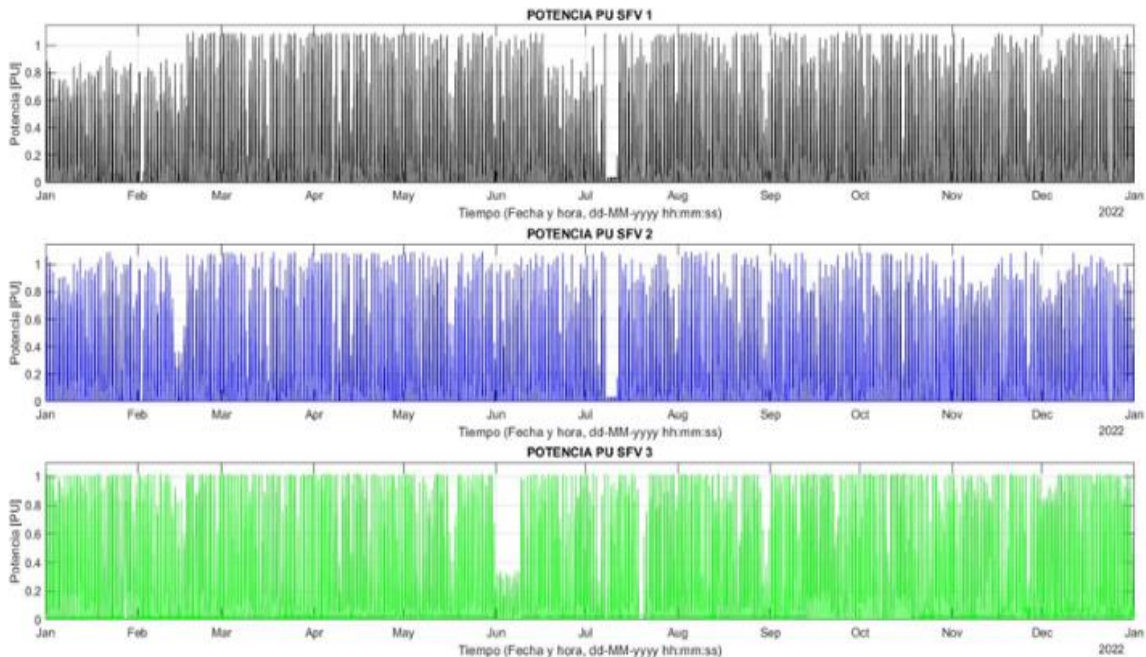 POTENCIA PU SFV 1
Potencia [PU]
1
0.8
0.6
0.4
0.2
0
Jan Feb Mar Apr May Jun Jul Aug Sep Oct Nov Dec Jan
Tiempo (Fecha y hora, dd-MM-yyyy hh:mm:ss) 2022
POTENCIA PU SFV 2
Potencia [PU]
1
0.8
0.6
0.4
0.2
0
Jan Feb Mar Apr May Jun Jul Aug Sep Oct Nov Dec Jan
Tiempo (Fecha y hora, dd-MM-yyyy hh:mm:ss) 2022
POTENCIA PU SFV 3
Potencia [PU]
1
0.8
0.6
0.4
0.2
0
Jan Feb Mar Apr May Jun Jul Aug Sep Oct Nov Dec Jan
Tiempo (Fecha y hora, dd-MM-yyyy hh:mm:ss) 2022